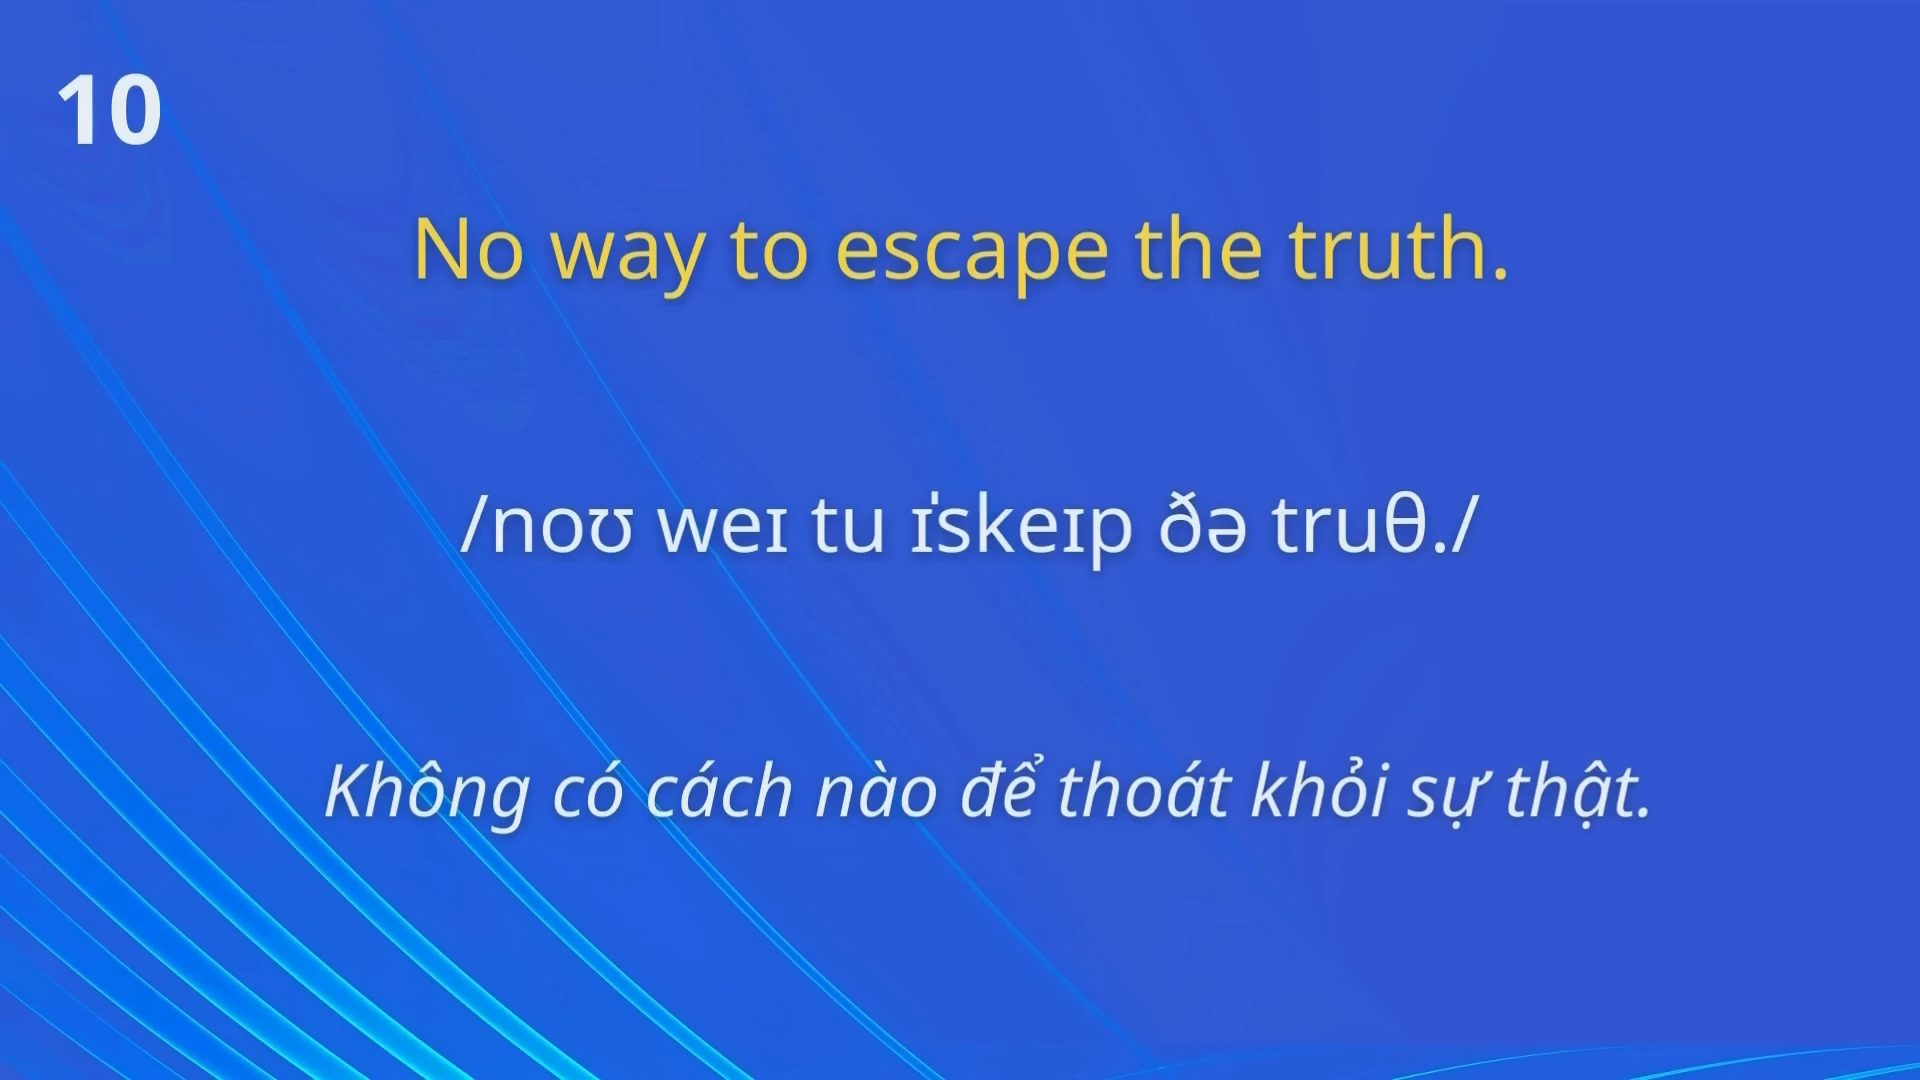 10
No way to escape the truth.
/noʊ weɪ tu ɪˈskeɪp ðə truθ./
Không có cách nào để thoát khỏi sự thật.